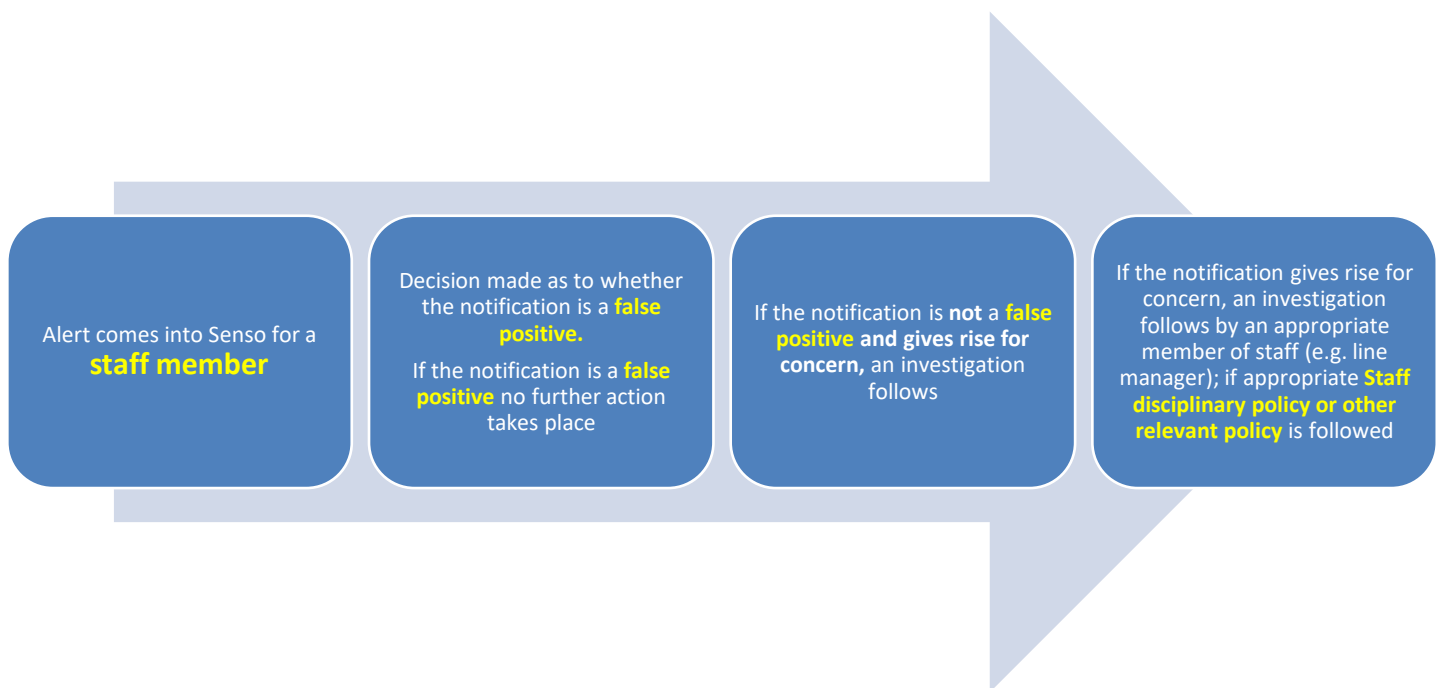 Alert comes into Senso for a
staff member
Decision made as to whether
the notification is a false
positive.
If the notification is a false
positive no further action
takes place
If the notification is not a false
positive and gives rise for
concern, an investigation
follows
If the notification gives rise for
concern, an investigation
follows by an appropriate
member of staff (e.g. line
manager); if appropriate Staff
disciplinary policy or other
relevant policy is followed